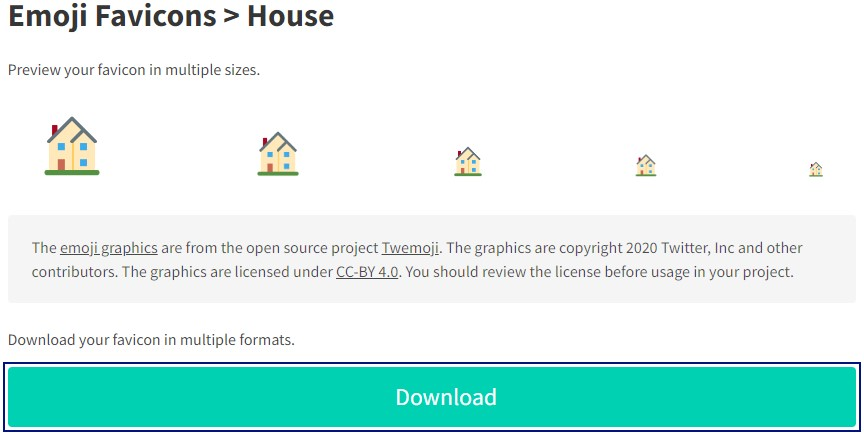 Emoji Favicons > House
Preview your favicon in multiple sizes.
The emoji graphics are from the open source project Twemoji. The graphics are copyright 2020 Twitter, Inc and other
contributors. The graphics are licensed under CC-BY 4.0. You should review the license before usage in your project.
Download your favicon in multiple formats.
Download